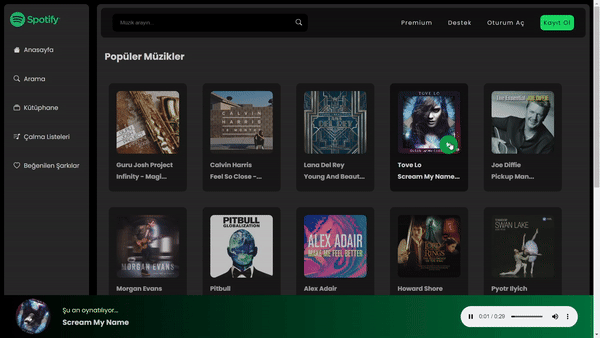 Spotify
Müzik arayın...
Premium
Destek
Oturum Aç
Kayıt Ol
Anasayfa
Arama
Kütüphane
Çalma Listeleri
Beğenilen Şarkılar
Popüler Müzikler
CALVIN
HARRIS
TOVE LO
JOE DIFFIE
Guru Josh Project
Infinity - Magi...
Calvin Harris
Feel So Close -...
Lana Del Rey
Young And Beaut...
Tove Lo
Scream My Name...
Joe Diffie
Pickup Man...
MORGAN EVANS
PITBULL
GLOBALIZATION
ALEX ADAIR
MAKE ME FEEL BETTER
RINGS
SWAN LAKE
Morgan Evans
Pitbull
Alex Adair
Howard Shore
Pyotr Ilyich
Şu an oynatılıyor...
Scream My Name
0:01 / 0:29